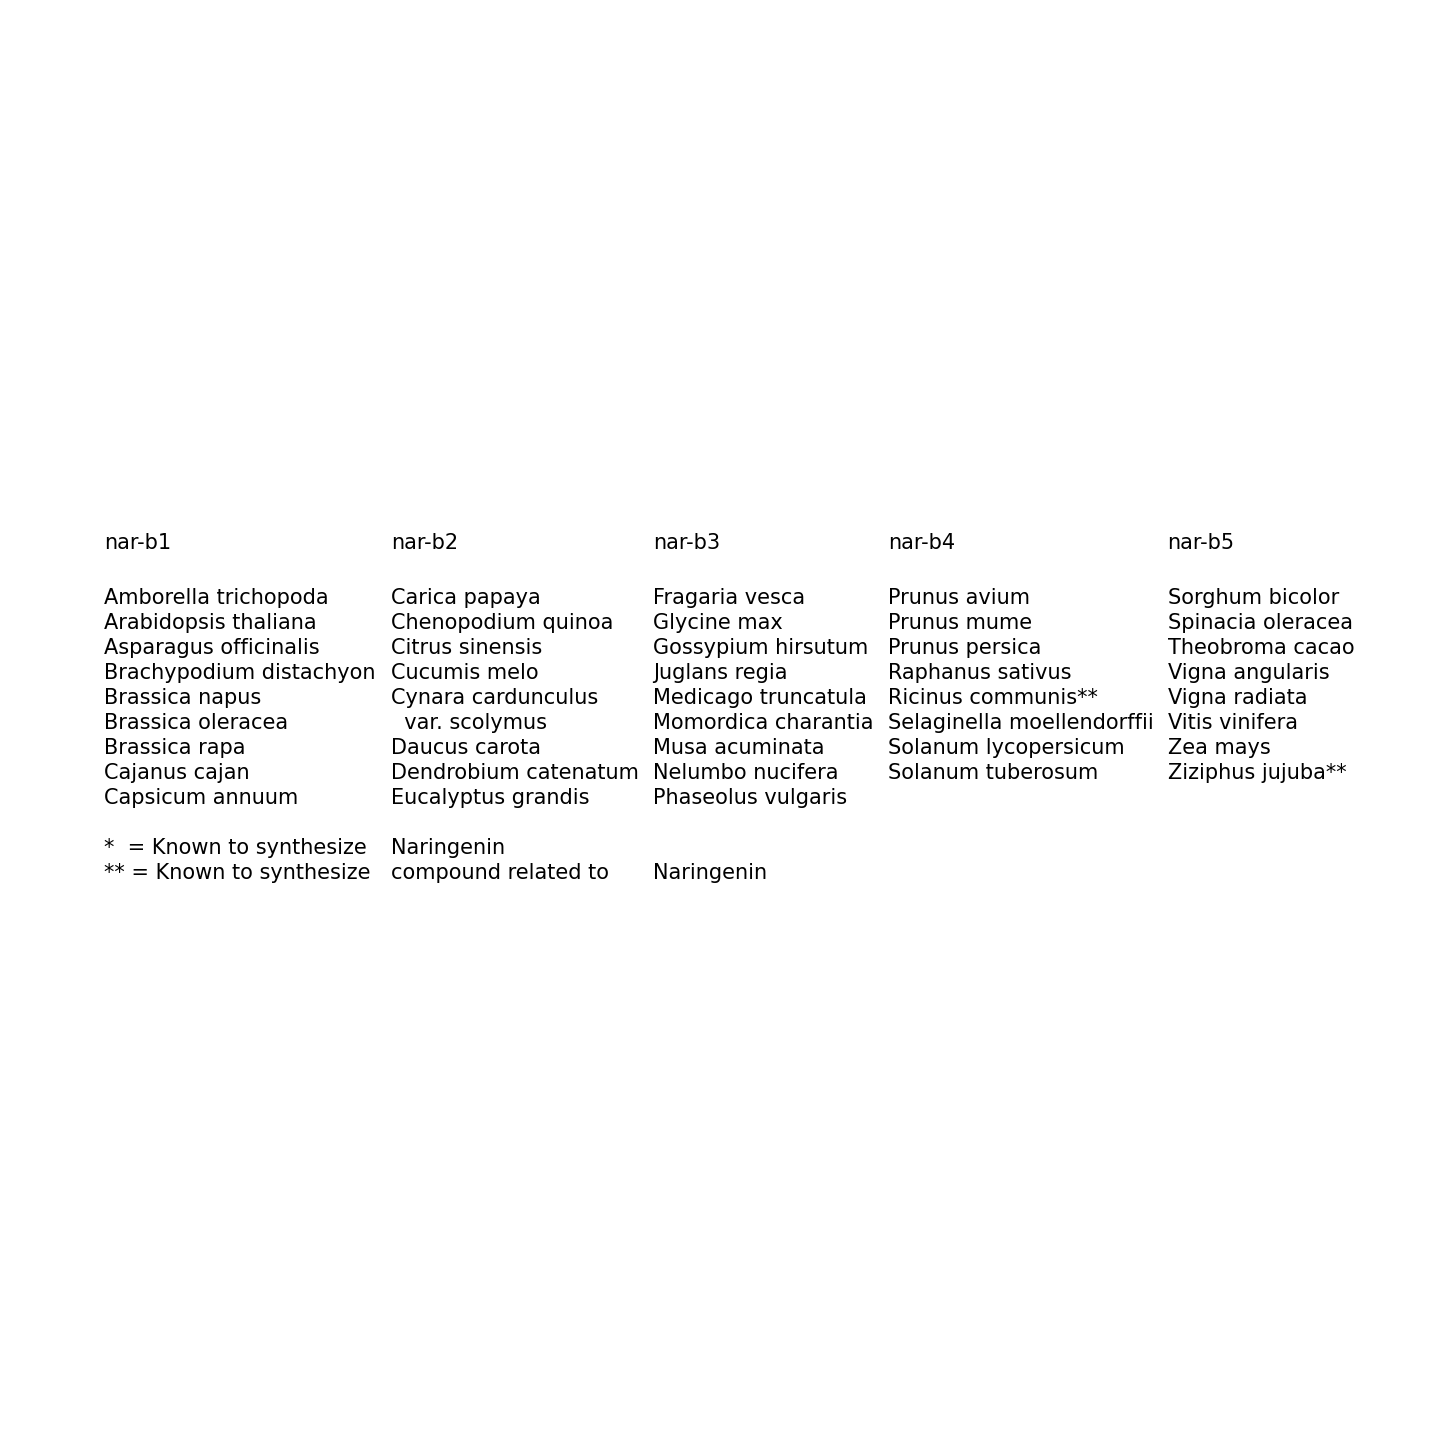 nar-b1 nar-b2 nar-b3 nar-b4 nar-b5
Amborella trichopoda Carica papaya Fragaria vesca Prunus avium Sorghum bicolor
Arabidopsis thaliana Chenopodium quinoa Glycine max Prunus mume Spinacia oleracea
Asparagus officinalis Citrus sinensis Gossypium hirsutum Prunus persica Theobroma cacao
Brachypodium distachyon Cucumis melo Juglans regia Raphanus sativus Vigna angularis
Brassica napus Cynara cardunculus Medicago truncatula Ricinus communis** Vigna radiata
Brassica oleracea var. scolymus Momordica charantia Selaginella moellendorffii Vitis vinifera
Brassica rapa Daucus carota Musa acuminata Solanum lycopersicum Zea mays
Cajanus cajan Dendrobium catenatum Nelumbo nucifera Solanum tuberosum Ziziphus jujuba**
Capsicum annuum Eucalyptus grandis Phaseolus vulgaris
* = Known to synthesize Naringenin
** = Known to synthesize compound related to Naringenin